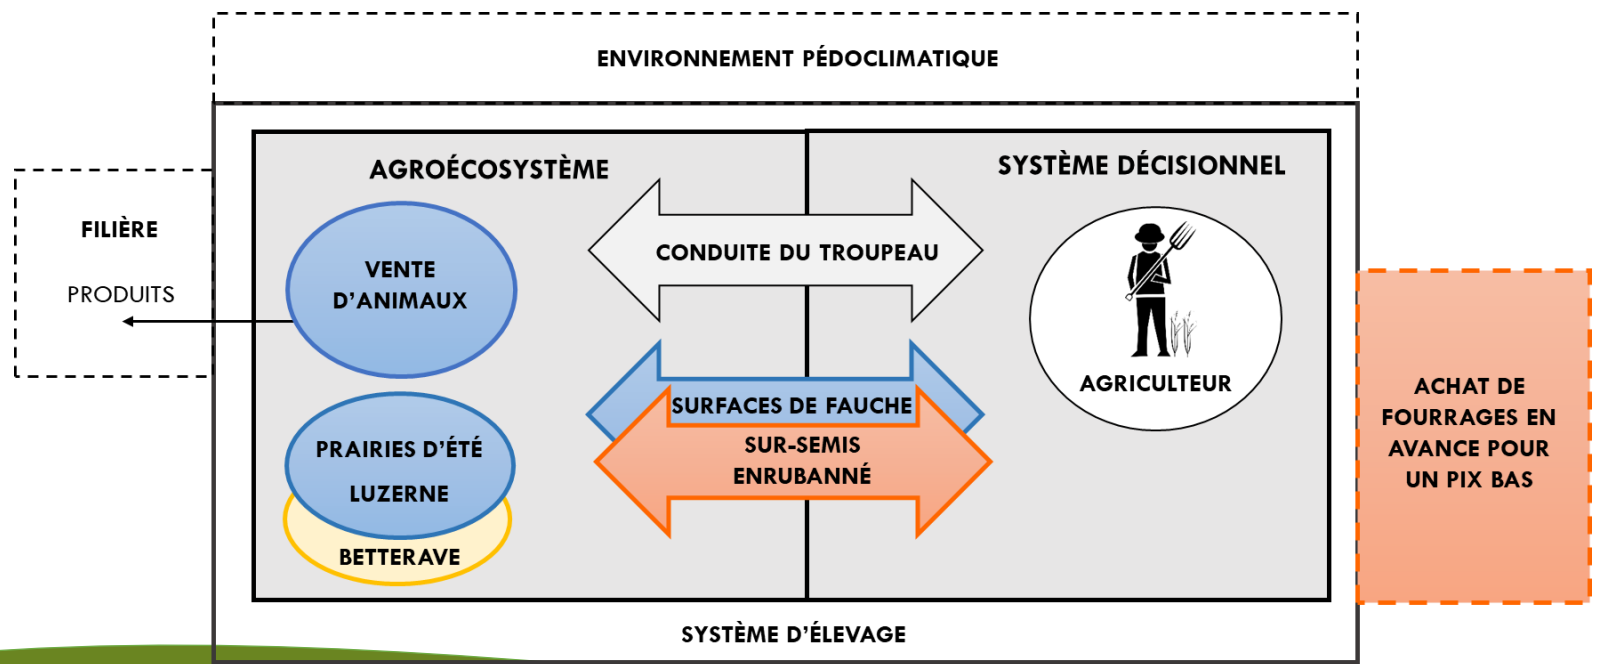 ENVIRONNEMENT PÉDOCLIMATIQUE
AGROÉCOSYSTÈME
SYSTÈME DÉCISIONNEL
FILIÈRE
PRODUITS
VENTE
D'ANIMAUX
CONDUITE DU TROUPEAU
AGRICULTEUR
SURFACES DE FAUCHE
SUR-SEMIS
ENRUBANNÉ
PRAIRIES D'ÉTÉ
LUZERNE
BETTERAVE
ACHAT DE
FOURRAGES EN
AVANCE POUR
UN PIX BAS
SYSTÈME D'ÉLEVAGE